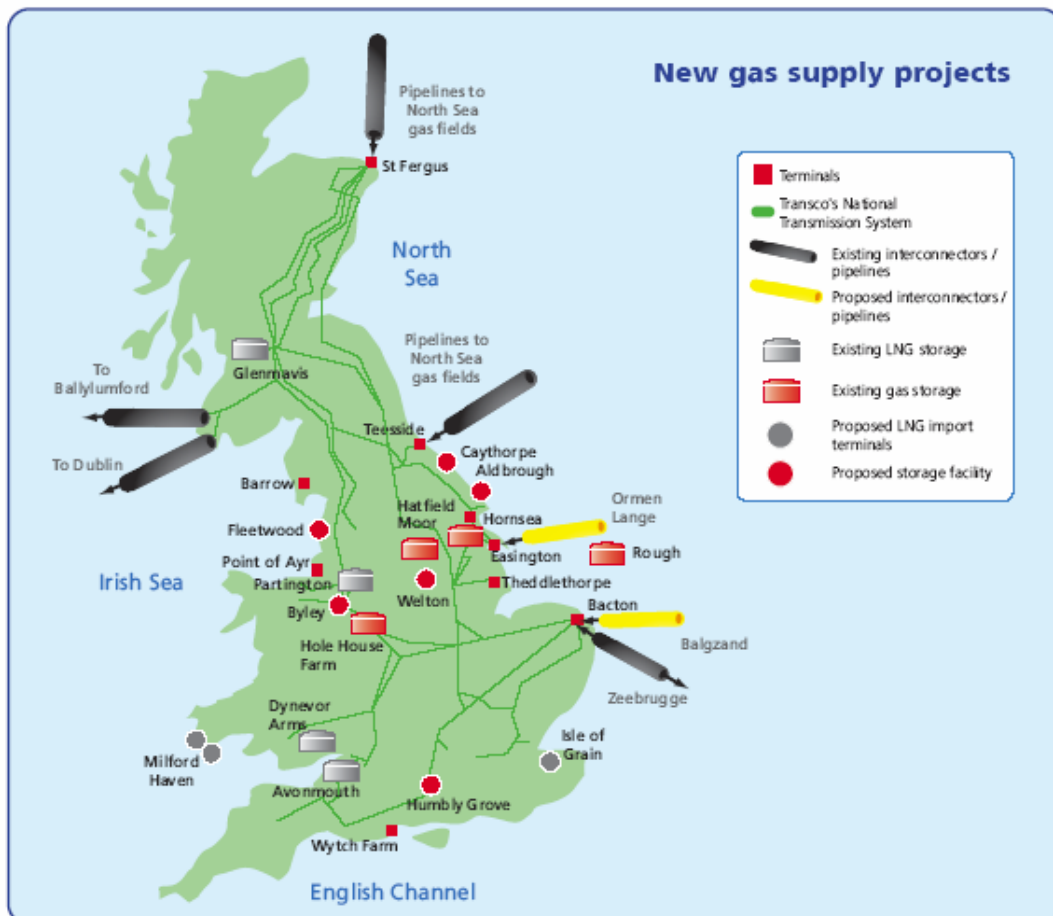 New gas supply projects
Pipelines to
North Sea
gas fields
St Fergus
Terminals
Transco's National
Transmission System
Existing interconnectors /
pipelines
Proposed interconnectors /
pipelines
Existing LNG storage
Existing gas storage
Proposed LNG import
terminals
Proposed storage facility
North
Sea
Pipelines to
North Sea
gas fields
Glenmavis
To
Ballylumford
To Dublin
Teesside
Caythorpe
Aldbrough
Barrow
Hatfield
Moor
Hornsea
Ormen
Lange
Fleetwood
Easington
Rough
Point of Ayr
Partington
Irish Sea
Theddlethorpe
Welton
Byley
Bacton
Hole House
Farm
Balgzand
Zeebrugge
Dynevor
Arms
Milford
Haven
Isle of
Grain
Avonmouth
Humbly Grove
Wytch Farm
English Channel